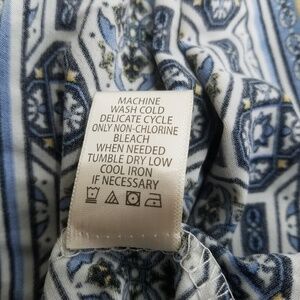 MACHINE
WASH COLD
DELICATE CYCLE
ONLY NON-CHLORINE
BLEACH
WHEN NEEDED
TUMBLE DRY LOW
COOL IRON
IF NECESSARY